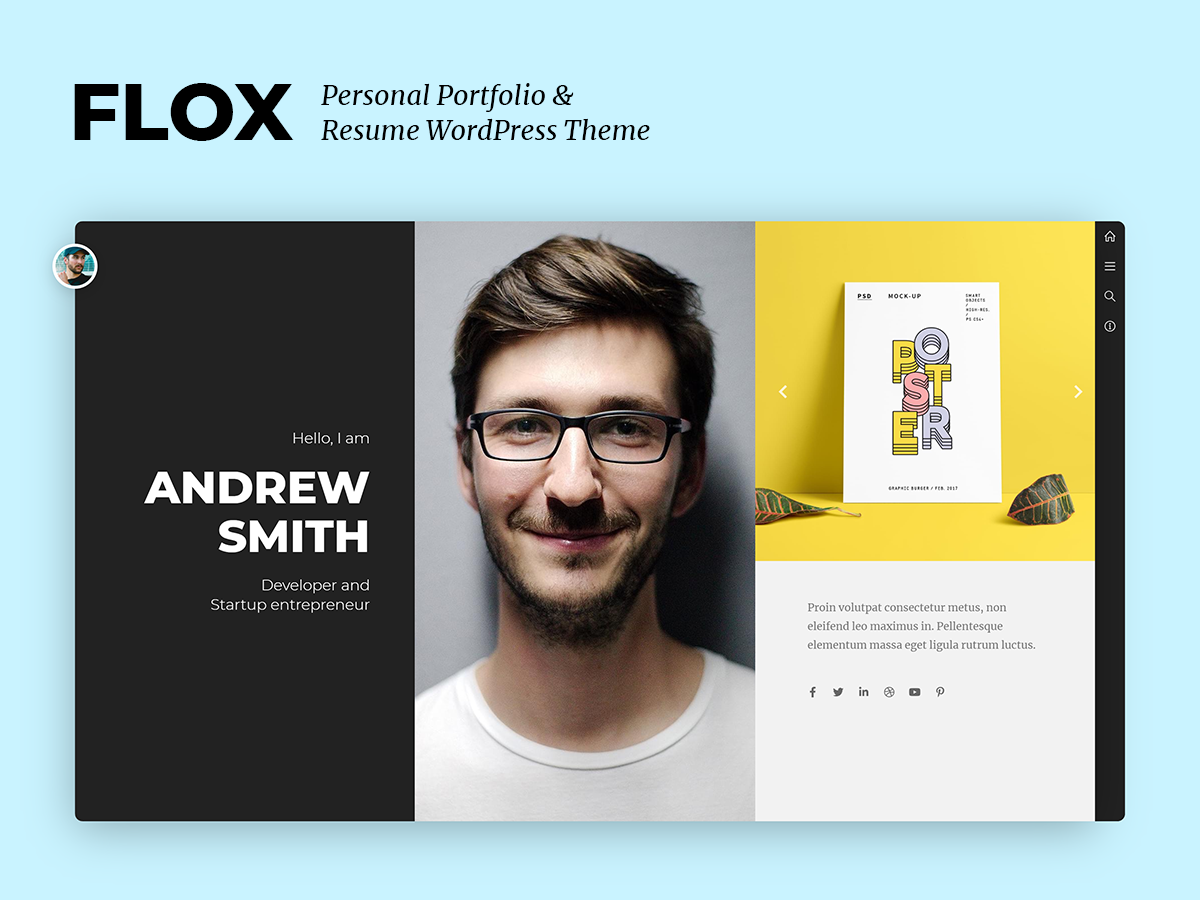 FLOX
Personal Portfolio &
Resume WordPress Theme
Hello, I am
ANDREW
SMITH
Developer and
Startup entrepreneur
PSD
MOCK-UP
SMART
OBJECTS
/
HIGH-RES.
/
PS CS4+
POSTER
GRAPHIC BURGER / FEB. 2017
Proin volutpat consectetur metus, non
eleifend leo maximus in. Pellentesque
elementum massa eget ligula rutrum luctus.